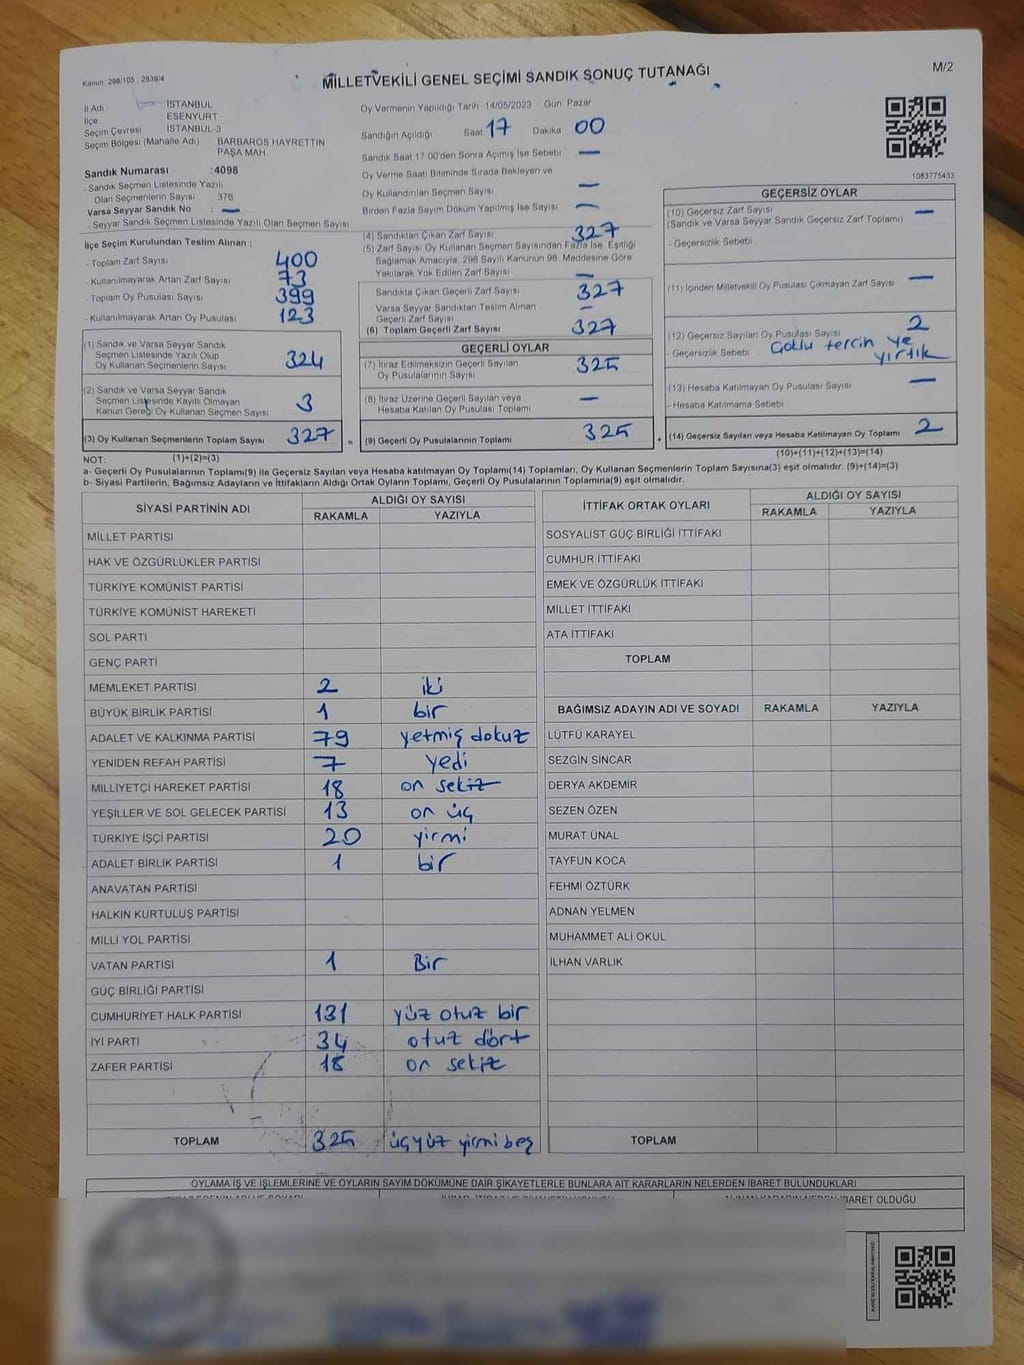 Kanun. 298/105 : 2839/4
MİLLETVEKİLİ GENEL SEÇİMİ SANDIK SONUÇ TUTANAĞI
M/2
İl Adı : İSTANBUL
İlçe ESENYURT
Seçim Çevresi İSTANBUL-3
Seçim Bölgesi (Mahalle Adı) BARBAROS HAYRETTİN
PAŞA MAH
Sandık Numarası :4098
- Sandık Seçmen Listesinde Yazılı
Olan Seçmenlerin Sayısı 376
Varsa Seyyar Sandık No : —
- Seyyar Sandık Seçmen Listesinde Yazılı Olan Seçmen Sayısı
İlçe Seçim Kurulundan Teslim Alınan ;
- Toplam Zarf Sayısı 400
- Kullanılmayarak Artan Zarf Sayısı 73
- Toplam Oy Pusulası Sayısı 399
- Kullanılmayarak Artan Oy Pusulası 123
(1) Sandık ve Varsa Seyyar Sandık
Seçmen Listesinde Yazılı Olup
Oy Kullanan Seçmenlerin Sayısı 324
(2) Sandık ve Varsa Seyyar Sandık
Seçmen Listesinde Kayıtlı Olmayan
Kanun Gereği Oy Kullanan Seçmen Sayısı 3
(3) Oy Kullanan Seçmenlerin Toplam Sayısı 327 =
Oy Vermenin Yapıldığı Tarih 14/05/2023 Gün Pazar
Sandığın Açıldığı Saat 17 Dakika 00
Sandık Saat 17:00'den Sonra Açılmış İse Sebebi —
Oy Verme Saati Bitiminde Sırada Bekleyen ve
Oy Kullandırılan Seçmen Sayısı —
Birden Fazla Sayım Döküm Yapılmış İse Sayısı —
(4) Sandıktan Çıkan Zarf Sayısı 327
(5) Zarf Sayısı Oy Kullanan Seçmen Sayısından Fazla İse, Eşitliği
Sağlamak Amacıyla, 298 Sayılı Kanunun 98. Maddesine Göre
Yakılarak Yok Edilen Zarf Sayısı —
Sandıkta Çıkan Geçerli Zarf Sayısı 327
Varsa Seyyar Sandıktan Teslim Alınan
Geçerli Zarf Sayısı —
(6) Toplam Geçerli Zarf Sayısı 327
GEÇERLİ OYLAR
(7) İtiraz Edilmeksizin Geçerli Sayılan
Oy Pusulalarının Sayısı 325
(8) İtiraz Üzerine Geçerli Sayılan veya
Hesaba Katılan Oy Pusulası Toplamı —
(9) Geçerli Oy Pusulalarının Toplamı 325 +
1083775433
GEÇERSİZ OYLAR
(10) Geçersiz Zarf Sayısı —
(Sandık ve Varsa Seyyar Sandık Geçersiz Zarf Toplamı)
- Geçersizlik Sebebi
(11) İçinden Milletvekili Oy Pusulası Çıkmayan Zarf Sayısı —
(12) Geçersiz Sayılan Oy Pusulası Sayısı 2
- Geçersizlik Sebebi Çoklu tercih ve
yırtık
(13) Hesaba Katılmayan Oy Pusulası Sayısı —
- Hesaba Katılmama Sebebi
(14) Geçersiz Sayılan veya Hesaba Katılmayan Oy Toplamı 2
NOT: (1)+(2)=(3) (10)+(11)+(12)+(13)=(14)
a- Geçerli Oy Pusulalarının Toplamı(9) ile Geçersiz Sayılan veya Hesaba katılmayan Oy Toplamı(14) Toplamları, Oy Kullanan Seçmenlerin Toplam Sayısına(3) eşit olmalıdır. (9)+(14)=(3)
b- Siyasi Partilerin, Bağımsız Adayların ve İttifakların Aldığı Ortak Oyların Toplamı, Geçerli Oy Pusulalarının Toplamına(9) eşit olmalıdır.
SİYASİ PARTİNİN ADI ALDIĞI OY SAYISI
RAKAMLA YAZIYLA
MİLLET PARTİSİ
HAK VE ÖZGÜRLÜKLER PARTİSİ
TÜRKİYE KOMÜNİST PARTİSİ
TÜRKİYE KOMÜNİST HAREKETİ
SOL PARTİ
GENÇ PARTİ
MEMLEKET PARTİSİ 2 iki
BÜYÜK BİRLİK PARTİSİ 1 bir
ADALET VE KALKINMA PARTİSİ 79 yetmiş dokuz
YENİDEN REFAH PARTİSİ 7 yedi
MİLLİYETÇİ HAREKET PARTİSİ 18 on sekiz
YEŞİLLER VE SOL GELECEK PARTİSİ 13 on üç
TÜRKİYE İŞÇİ PARTİSİ 20 yirmi
ADALET BİRLİK PARTİSİ 1 bir
ANAVATAN PARTİSİ
HALKIN KURTULUŞ PARTİSİ
MİLLİ YOL PARTİSİ
VATAN PARTİSİ 1 Bir
GÜÇ BİRLİĞİ PARTİSİ
CUMHURİYET HALK PARTİSİ 131 yüz otuz bir
İYİ PARTİ 34 otuz dört
ZAFER PARTİSİ 18 on sekiz
TOPLAM 325 üçyüz yirmi beş
İTTİFAK ORTAK OYLARI ALDIĞI OY SAYISI
RAKAMLA YAZIYLA
SOSYALİST GÜÇ BİRLİĞİ İTTİFAKI
CUMHUR İTTİFAKI
EMEK VE ÖZGÜRLÜK İTTİFAKI
MİLLET İTTİFAKI
ATA İTTİFAKI
TOPLAM
BAĞIMSIZ ADAYIN ADI VE SOYADI RAKAMLA YAZIYLA
LÜTFÜ KARAYEL
SEZGİN SİNCAR
DERYA AKDEMİR
SEZEN ÖZEN
MURAT ÜNAL
TAYFUN KOCA
FEHMİ ÖZTÜRK
ADNAN YELMEN
MUHAMMET ALİ OKUL
İLHAN VARLIK
TOPLAM
OYLAMA İŞ VE İŞLEMLERİNE VE OYLARIN SAYIM DÖKÜMÜNE DAİR ŞİKAYETLERLE BUNLARA AİT KARARLARIN NELERDEN İBARET BULUNDUKLARI
İBARET OLDUĞU